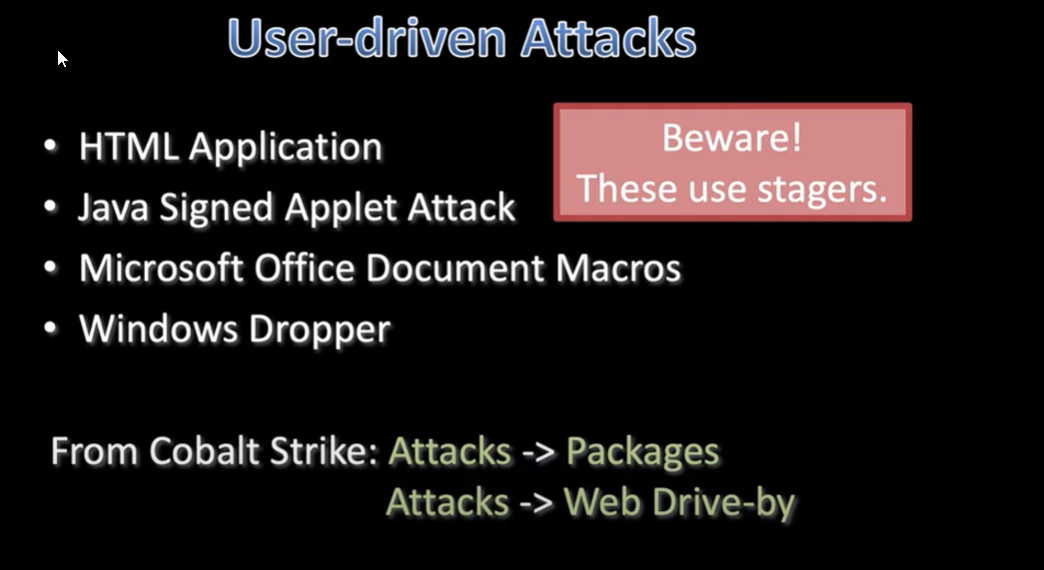 User-driven Attacks
• HTML Application
• Java Signed Applet Attack
• Microsoft Office Document Macros
• Windows Dropper
Beware!
These use stagers.
From Cobalt Strike: Attacks -> Packages
Attacks -> Web Drive-by